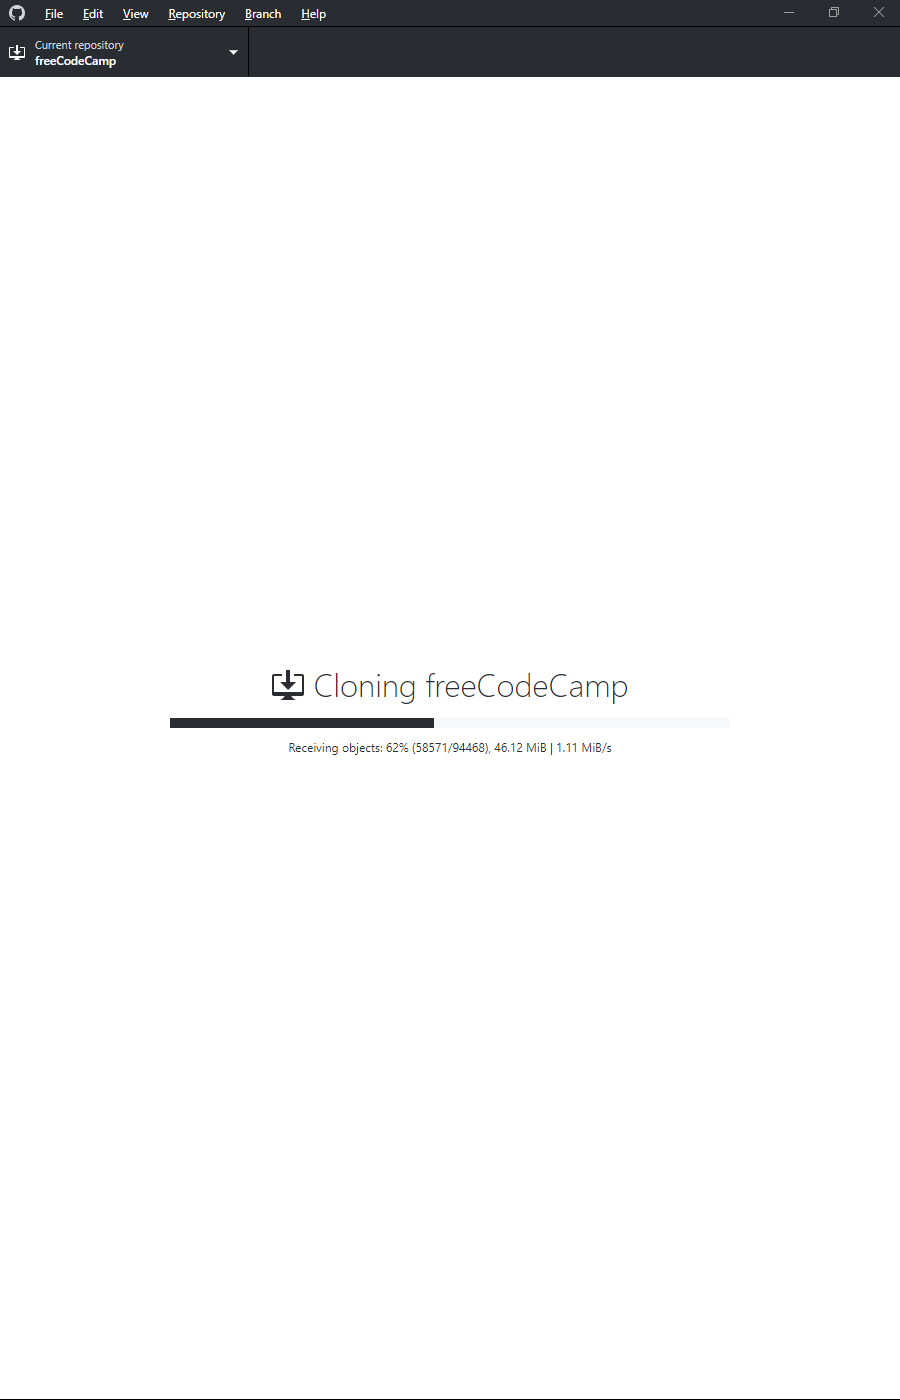 File Edit View Repository Branch Help
Current repository
freeCodeCamp
Cloning freeCodeCamp
Receiving objects: 62% (58571/94468), 46.12 MiB | 1.11 MiB/s